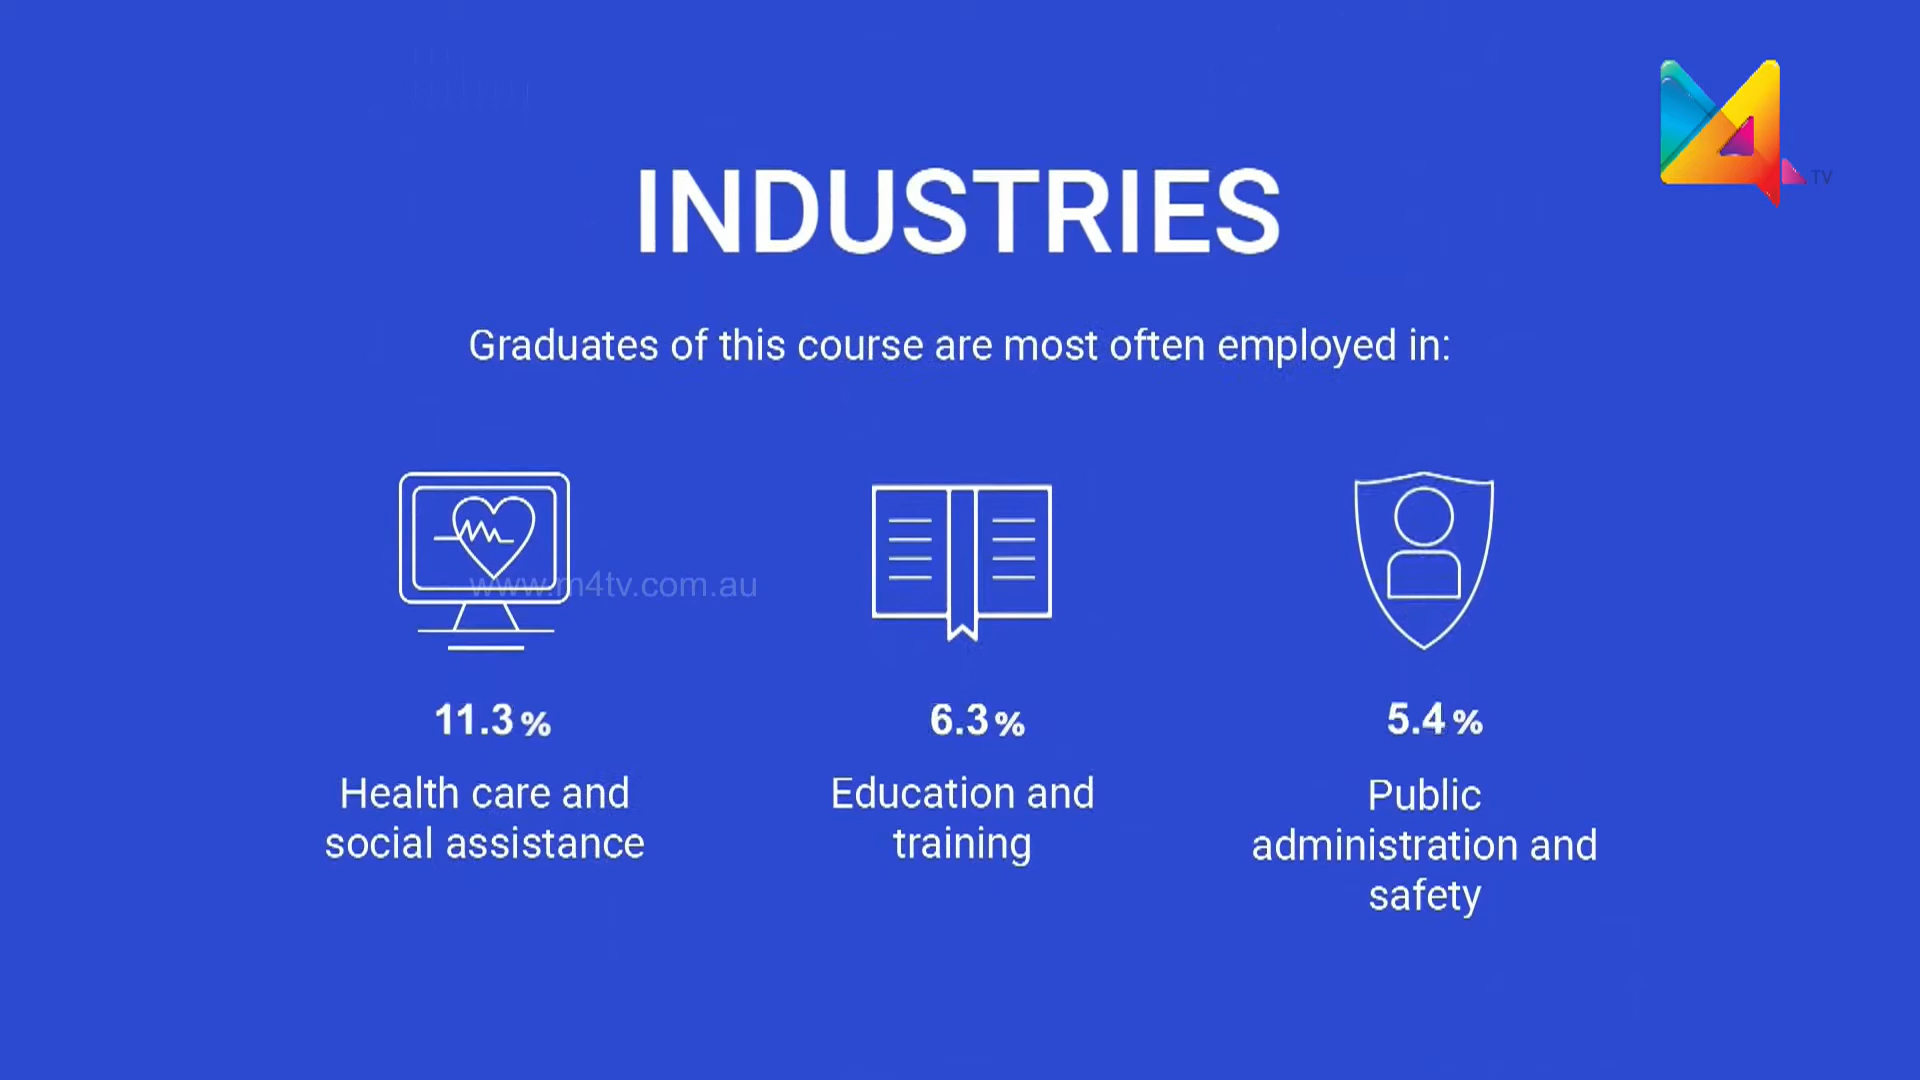 TV
INDUSTRIES
Graduates of this course are most often employed in:
www.m4tv.com.au
11.3%
Health care and
social assistance
6.3%
Education and
training
5.4%
Public
administration and
safety